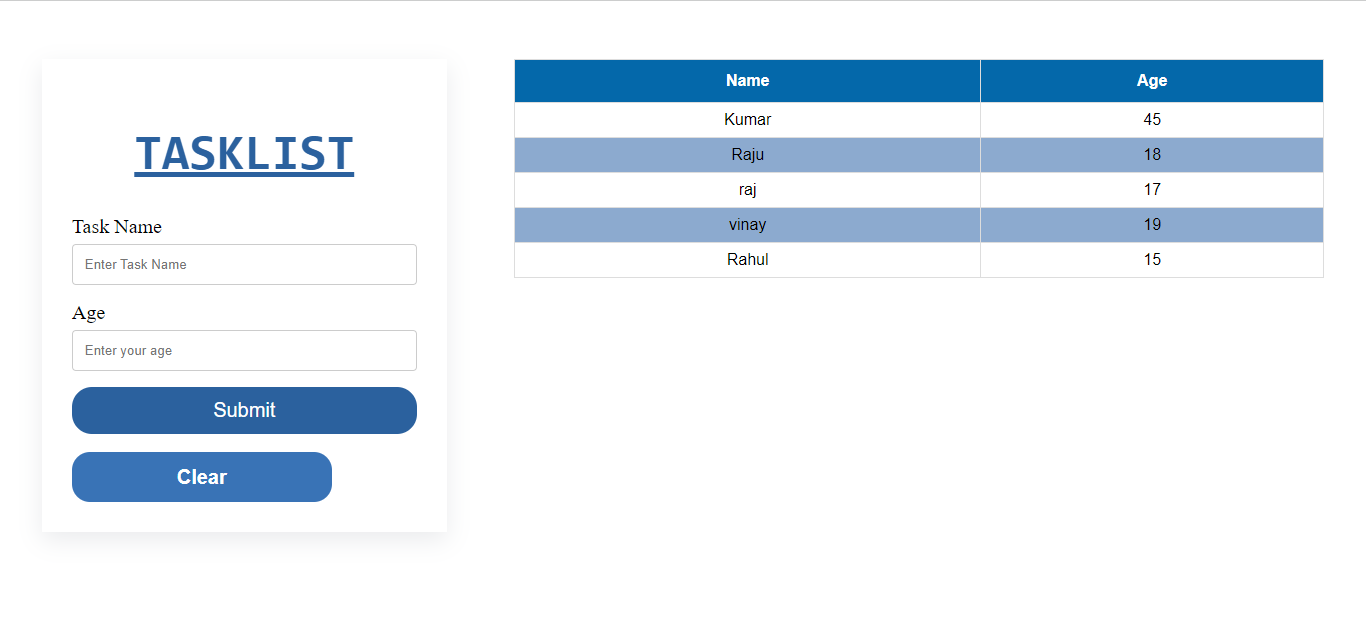 TASKLIST
Task Name
Enter Task Name
Age
Enter your age
Submit
Clear
Name Age
Kumar 45
Raju 18
raj 17
vinay 19
Rahul 15